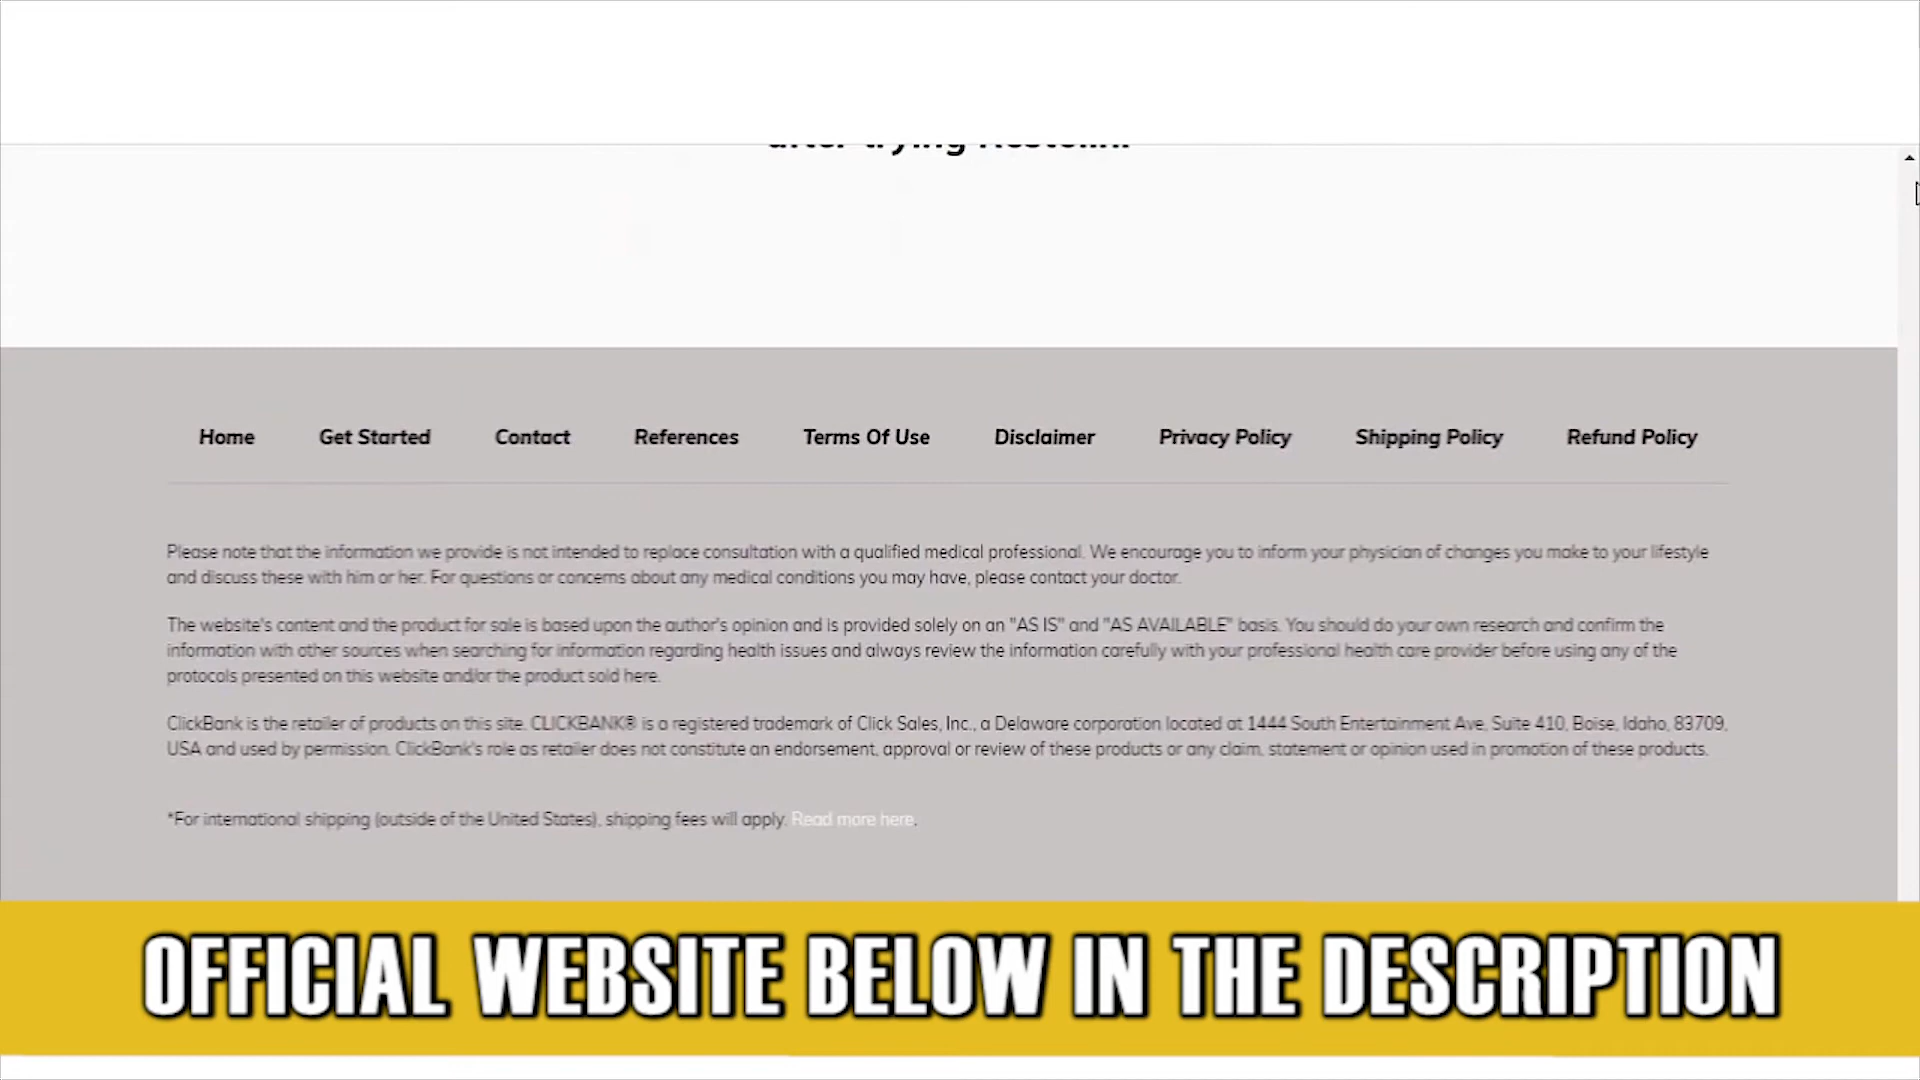 after trying Restolin.
Home Get Started Contact References Terms Of Use Disclaimer Privacy Policy Shipping Policy Refund Policy
Please note that the information we provide is not intended to replace consultation with a qualified medical professional. We encourage you to inform your physician of changes you make to your lifestyle
and discuss these with him or her. For questions or concerns about any medical conditions you may have, please contact your doctor.
The website's content and the product for sale is based upon the author's opinion and is provided solely on an "AS IS" and "AS AVAILABLE" basis. You should do your own research and confirm the
information with other sources when searching for information regarding health issues and always review the information carefully with your professional health care provider before using any of the
protocols presented on this website and/or the product sold here.
ClickBank is the retailer of products on this site. CLICKBANK® is a registered trademark of Click Sales, Inc., a Delaware corporation located at 1444 South Entertainment Ave, Suite 410, Boise, Idaho, 83709,
USA and used by permission. ClickBank's role as retailer does not constitute an endorsement, approval or review of these products or any claim, statement or opinion used in promotion of these products.
*For international shipping (outside of the United States), shipping fees will apply. Read more here.
OFFICIAL WEBSITE BELOW IN THE DESCRIPTION